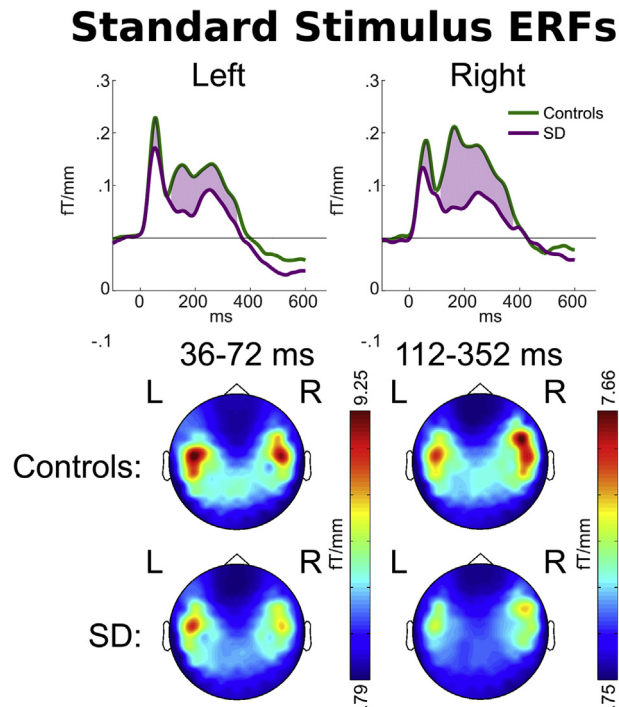 Standard Stimulus ERFs
Left
Right
.3
.2
.1
0
-.1
fT/mm
0 200 400 600
ms
.3
.2
.1
0
fT/mm
0 200 400 600
ms
Controls
SD
36-72 ms
112-352 ms
L R
L R
Controls:
9.25
fT/mm
.79
7.66
fT/mm
.75
L R
L R
SD: